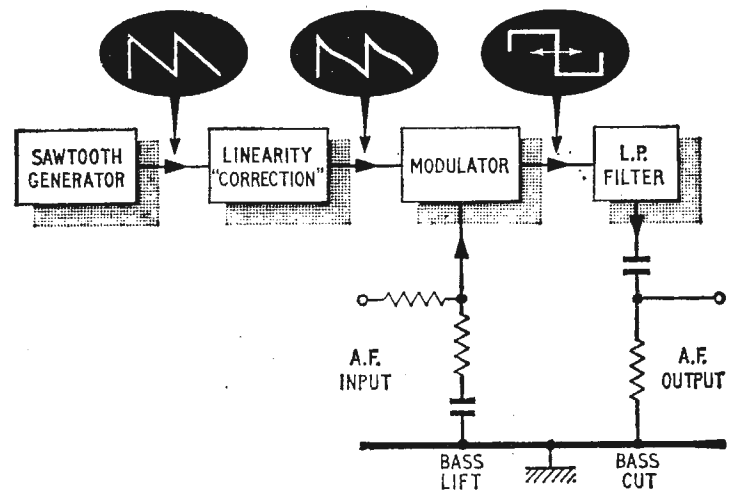 SAWTOOTH
GENERATOR
LINEARITY
"CORRECTION"
MODULATOR
L.P.
FILTER
A.F.
INPUT
A.F.
OUTPUT
BASS
LIFT
BASS
CUT